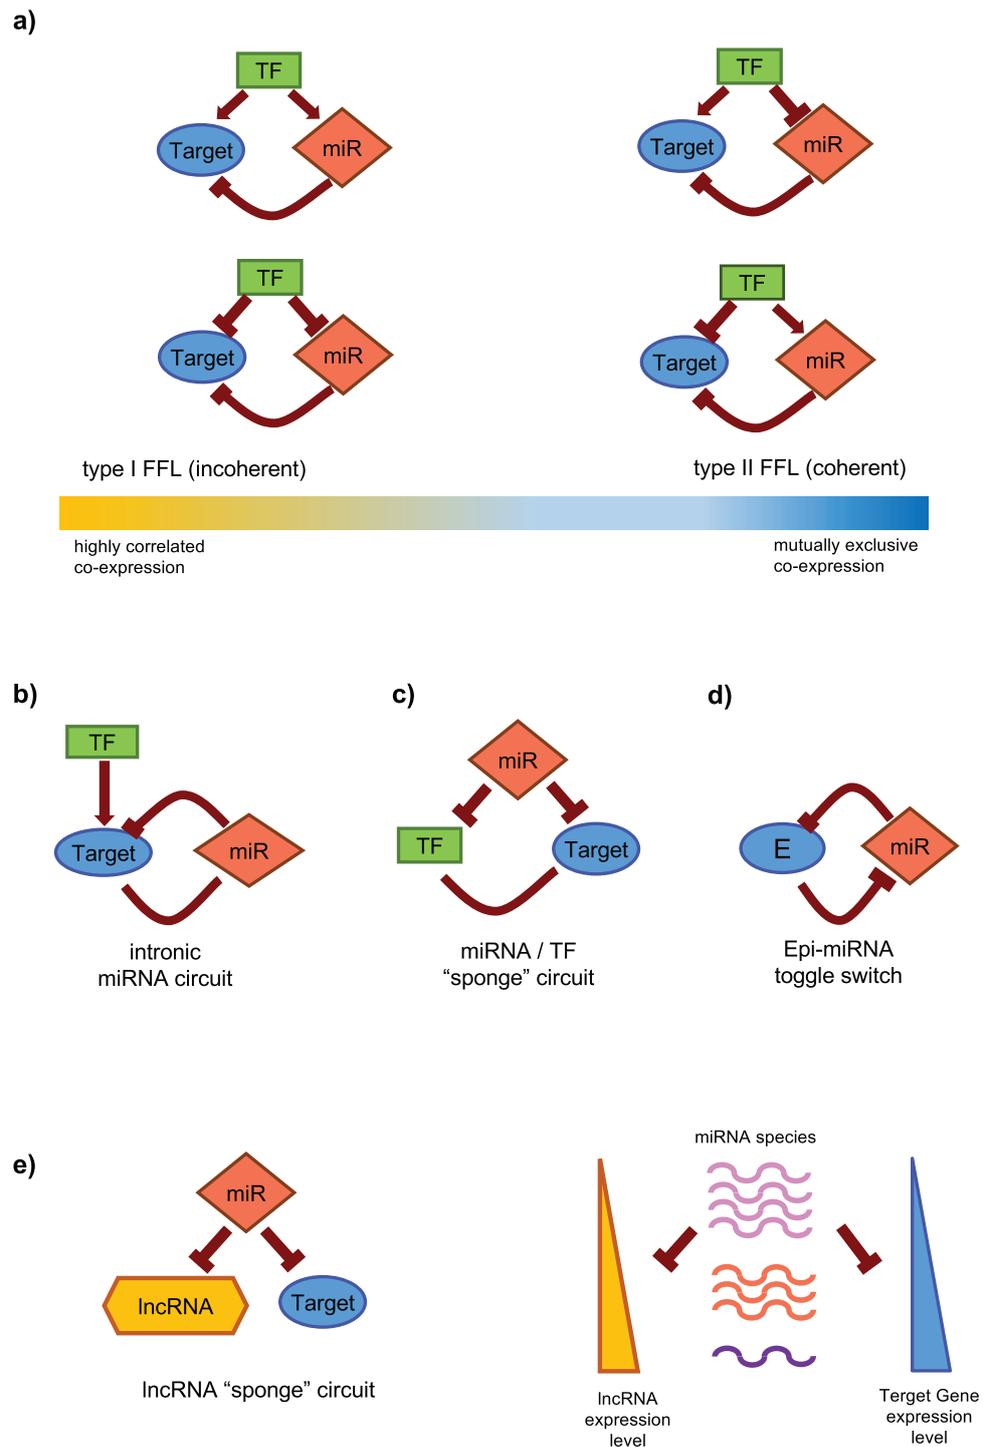 a)
TF
Target
miR
TF
Target
miR
TF
Target
miR
TF
Target
miR
type I FFL (incoherent)
type II FFL (coherent)
highly correlated
co-expression
mutually exclusive
co-expression
b)
TF
Target
miR
intronic
miRNA circuit
c)
miR
TF
Target
miRNA / TF
“sponge” circuit
d)
E
miR
Epi-miRNA
toggle switch
e)
miR
lncRNA
Target
lncRNA “sponge” circuit
miRNA species
lncRNA
expression
level
Terget Gene
expression
level